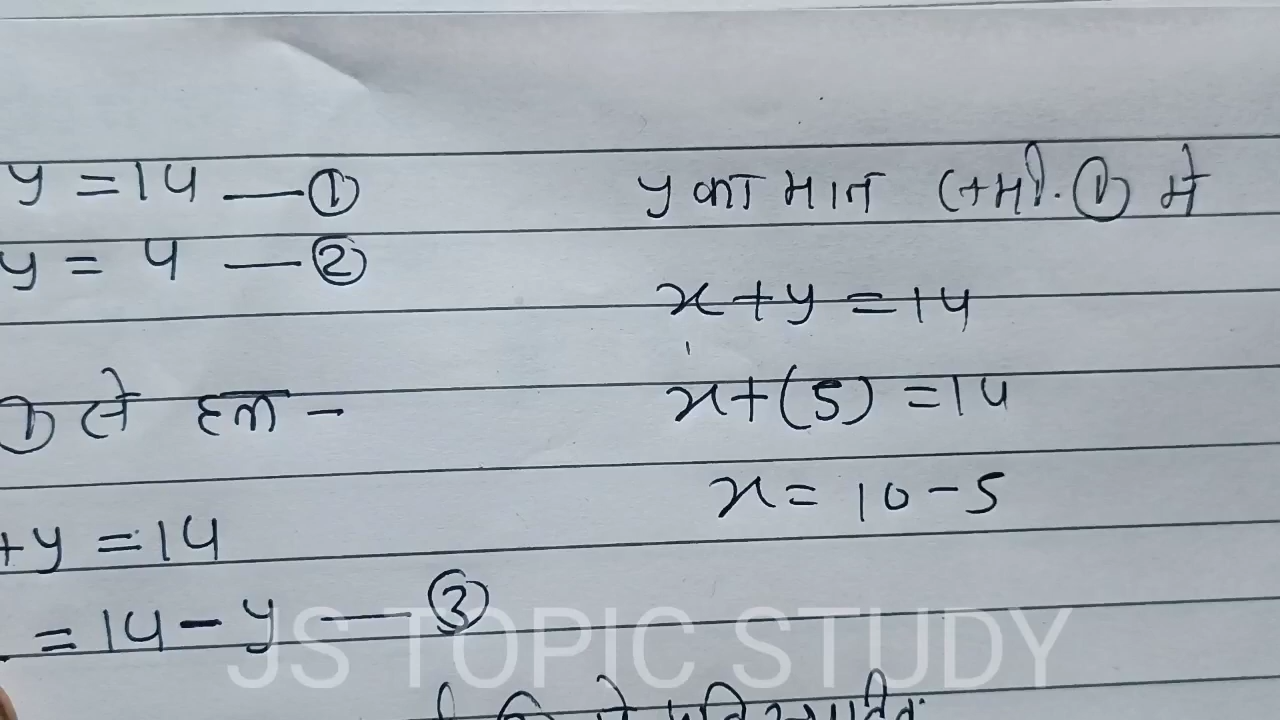 y = 14 — ①
y = 4 — ②
① से हल -
+y = 14
= 14 - y — ③
y का मान समी. ① में
x + y = 14
x + (5) = 14
x = 10 - 5
JS TOPIC STUDY